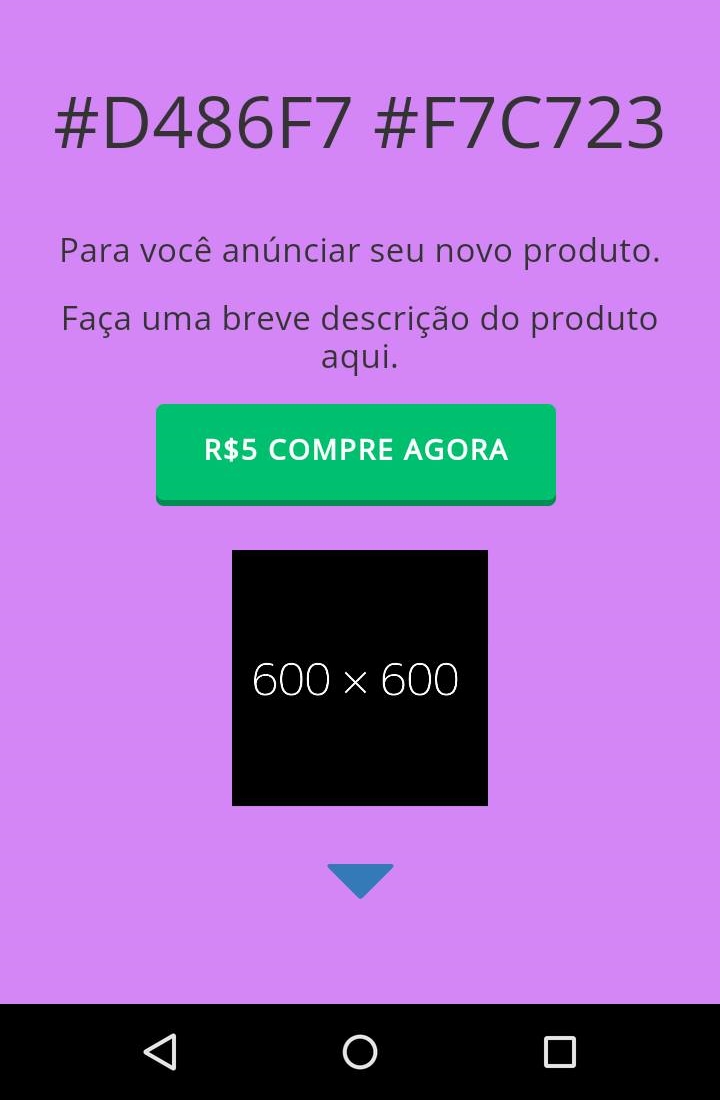 #D486F7 #F7C723
Para você anúnciar seu novo produto.
Faça uma breve descrição do produto
aqui.
R$5 COMPRE AGORA
600 × 600